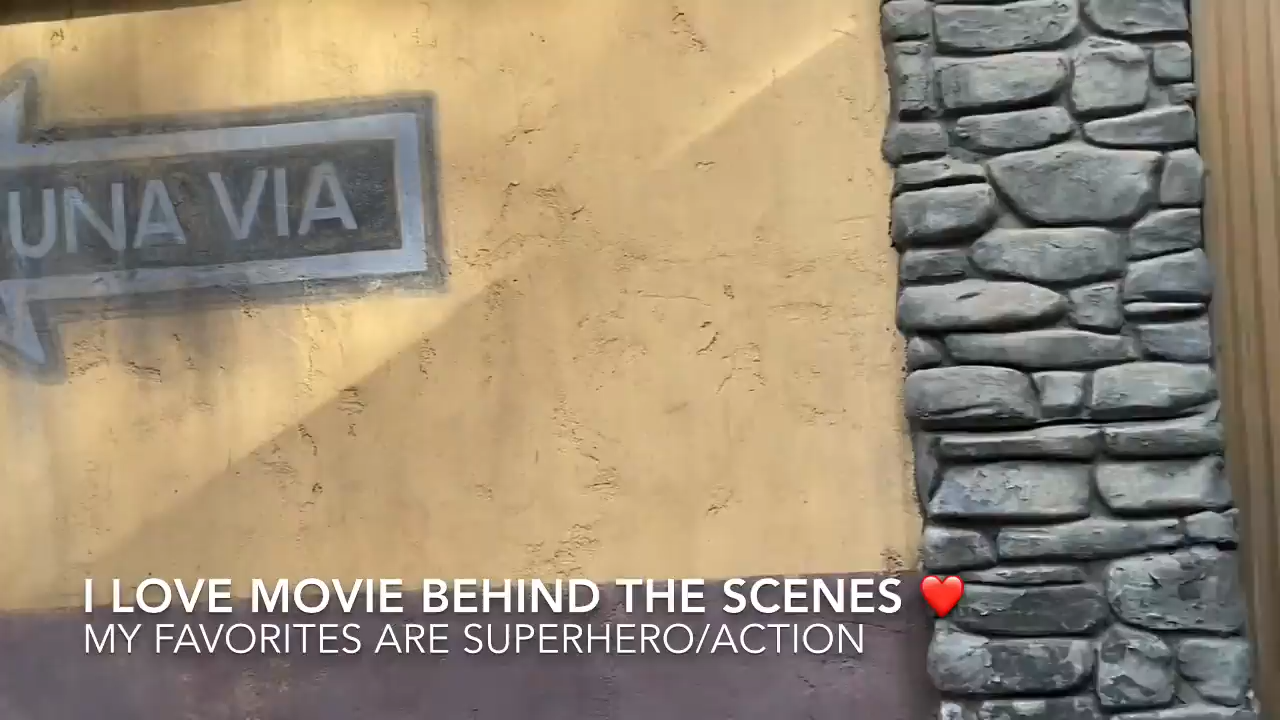 UNA VIA
I LOVE MOVIE BEHIND THE SCENES ❤️
MY FAVORITES ARE SUPERHERO/ACTION